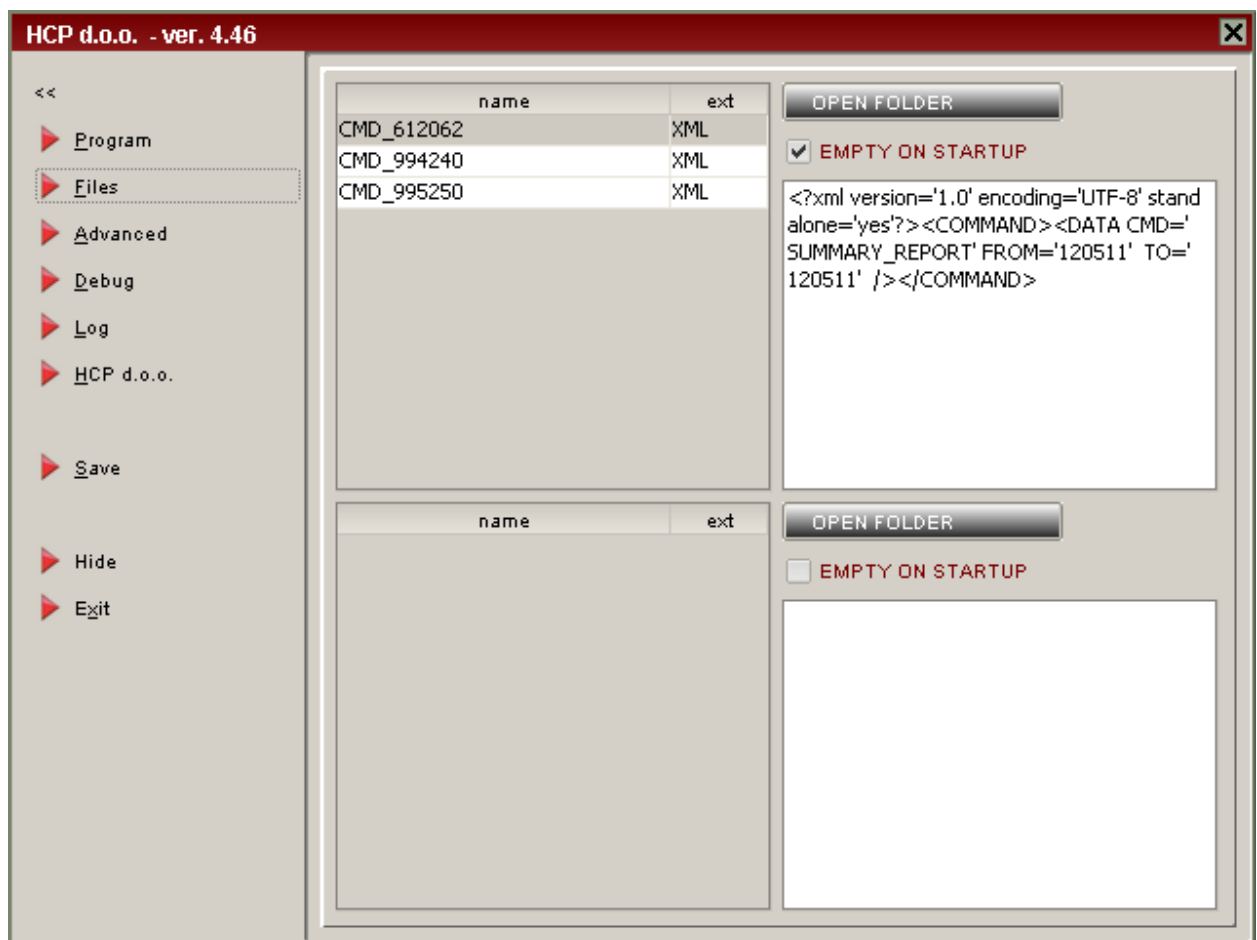 HCP d.o.o. - ver. 4.46
<<
Program
Files
Advanced
Debug
Log
HCP d.o.o.
Save
Hide
Exit
name ext
CMD_612062 XML
CMD_994240 XML
CMD_995250 XML
OPEN FOLDER
EMPTY ON STARTUP
<?xml version='1.0' encoding='UTF-8' stand
alone='yes'?><COMMAND><DATA CMD='
SUMMARY_REPORT' FROM='120511'  TO='
120511'  /></COMMAND>
name ext
OPEN FOLDER
EMPTY ON STARTUP